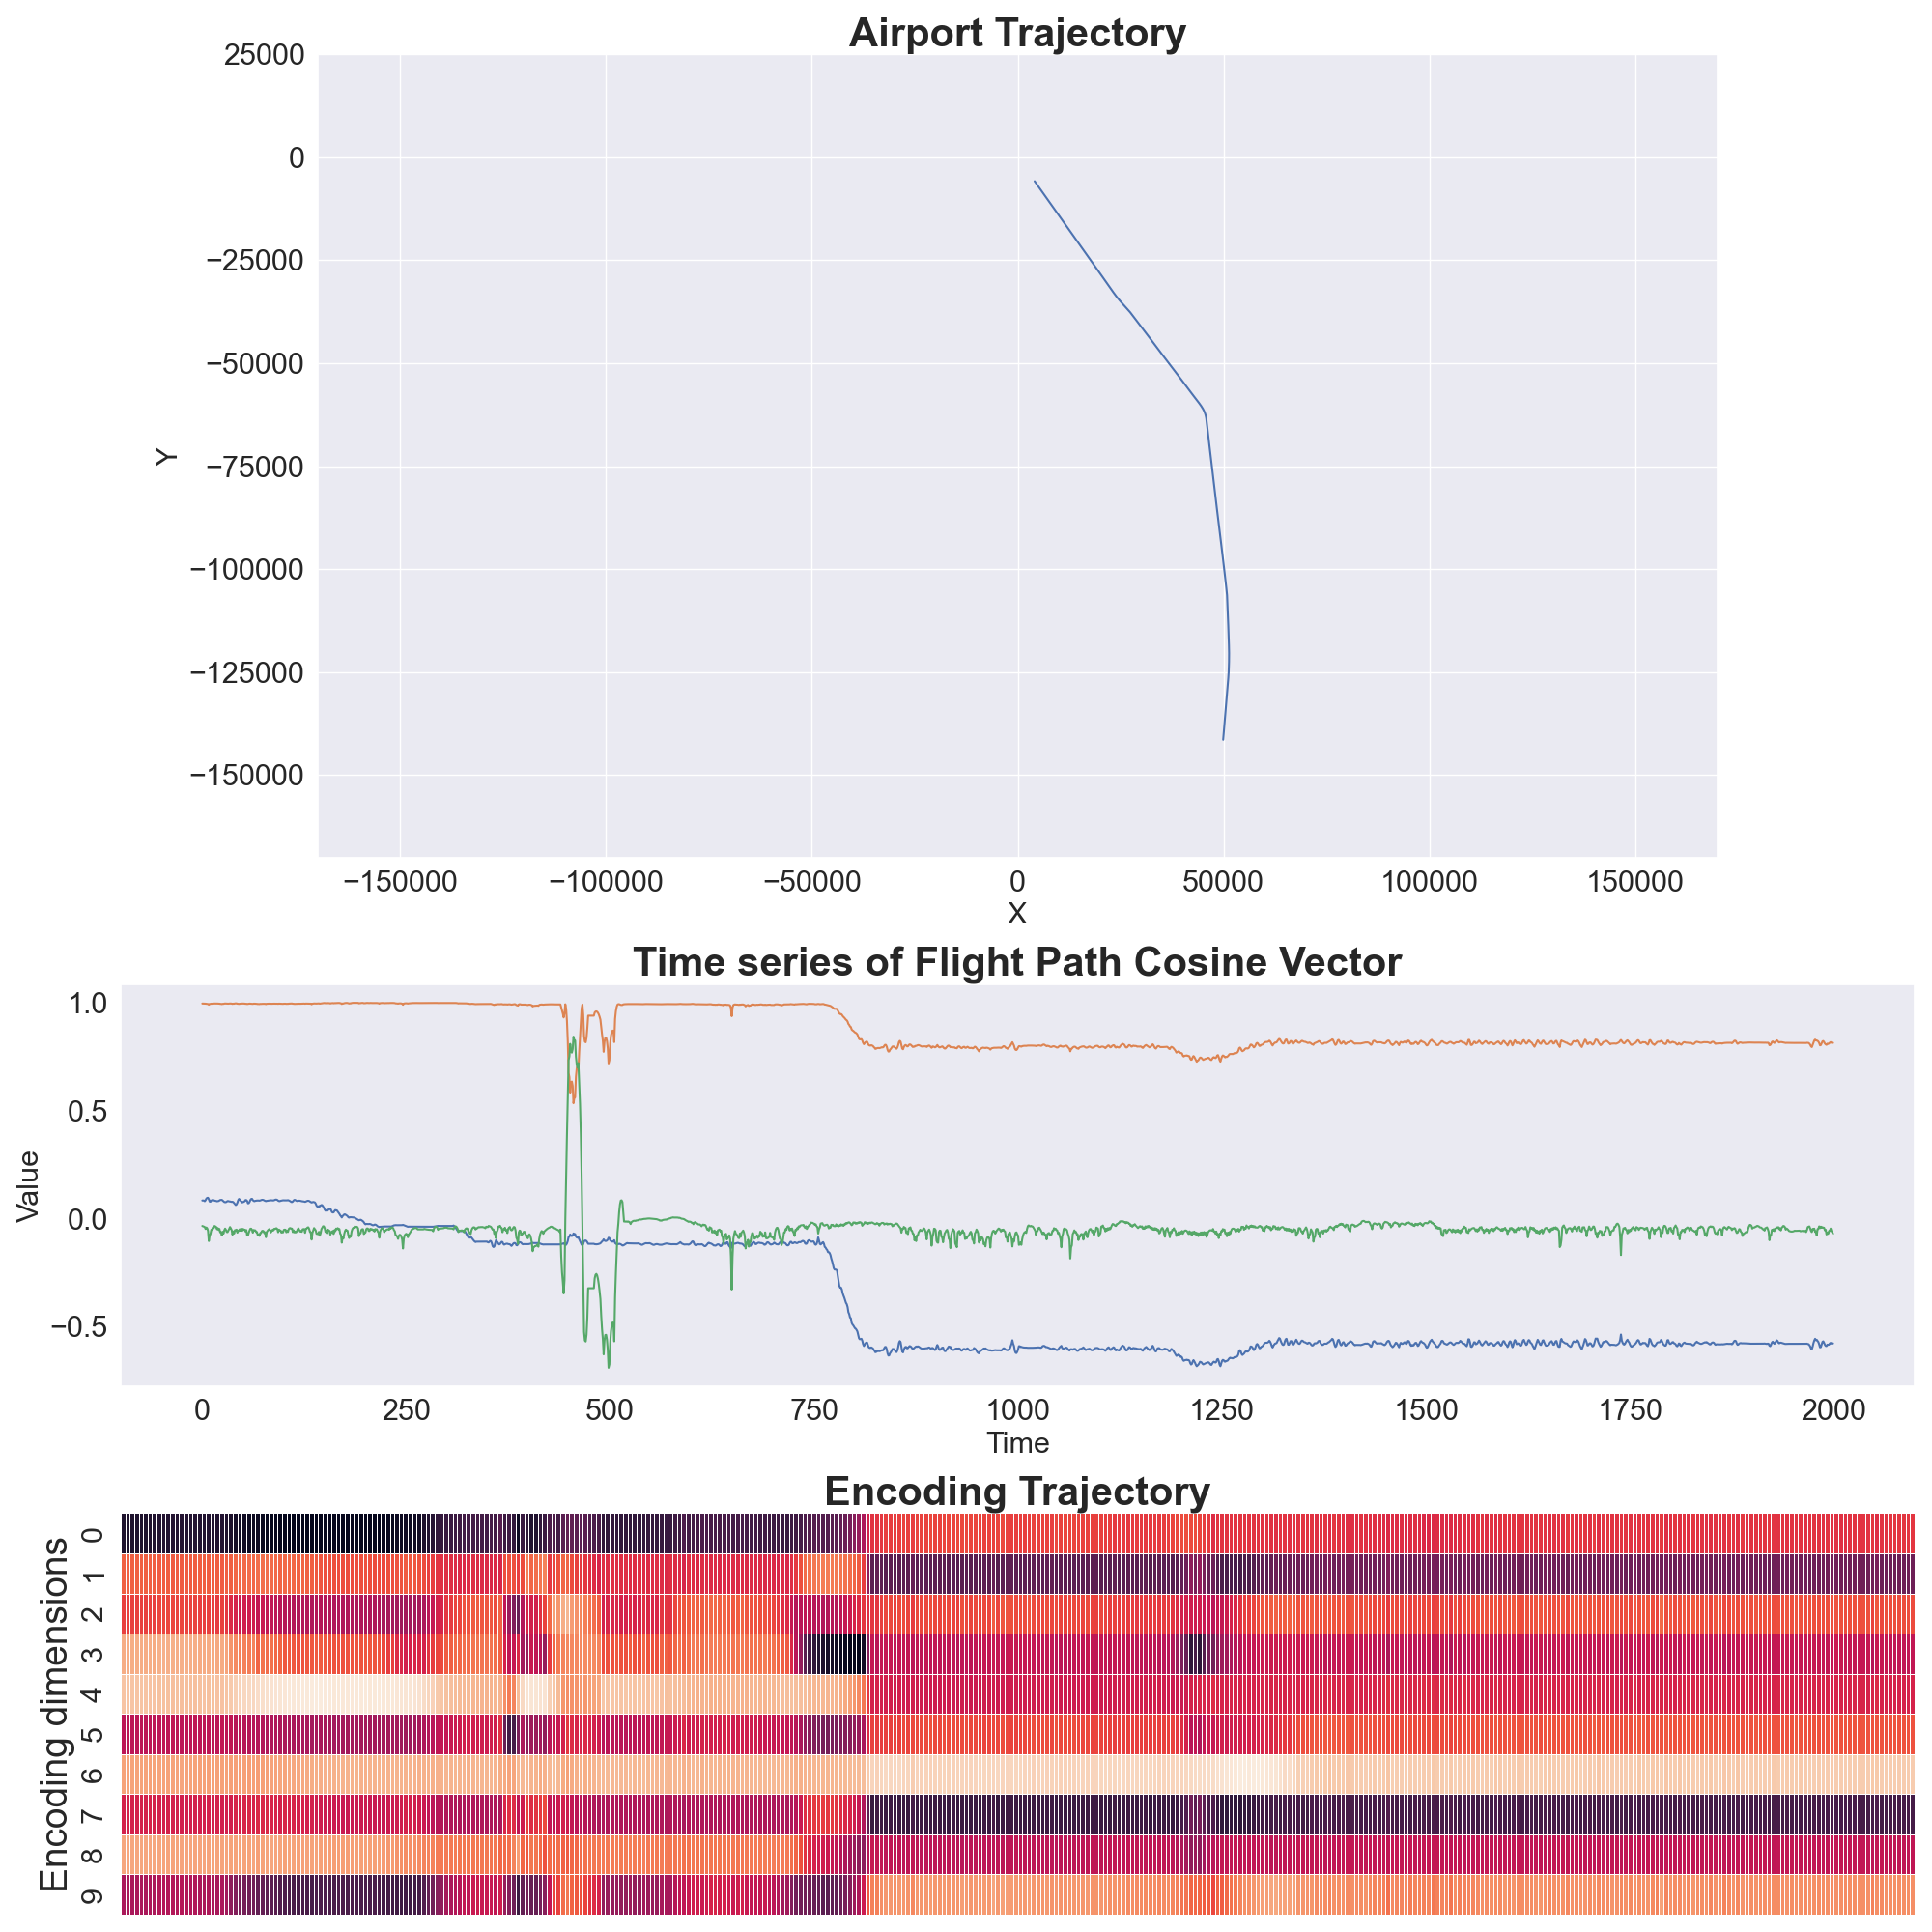 Airport Trajectory
25000
0
−25000
−50000
−75000
−100000
−125000
−150000
Y
−150000 −100000 −50000 0 50000 100000 150000
X
Time series of Flight Path Cosine Vector
1.0
0.5
0.0
−0.5
Value
0 250 500 750 1000 1250 1500 1750 2000
Time
Encoding Trajectory
Encoding dimensions
0
1
2
3
4
5
6
7
8
9